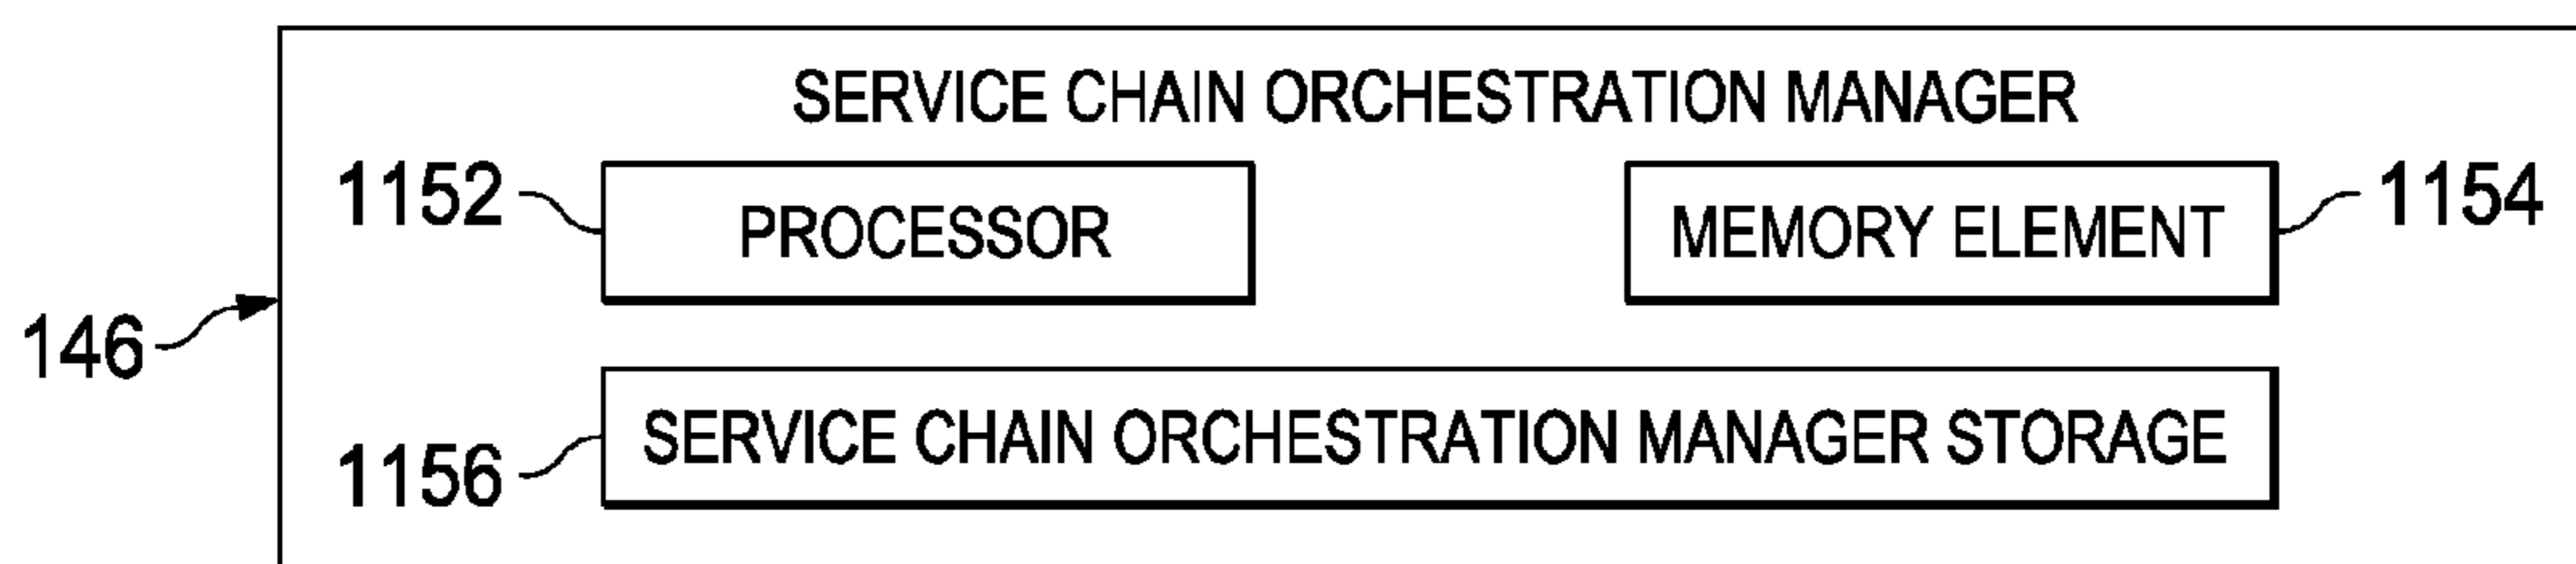 SERVICE CHAIN ORCHESTRATION MANAGER
1152 PROCESSOR MEMORY ELEMENT 1154
146
1156 SERVICE CHAIN ORCHESTRATION MANAGER STORAGE